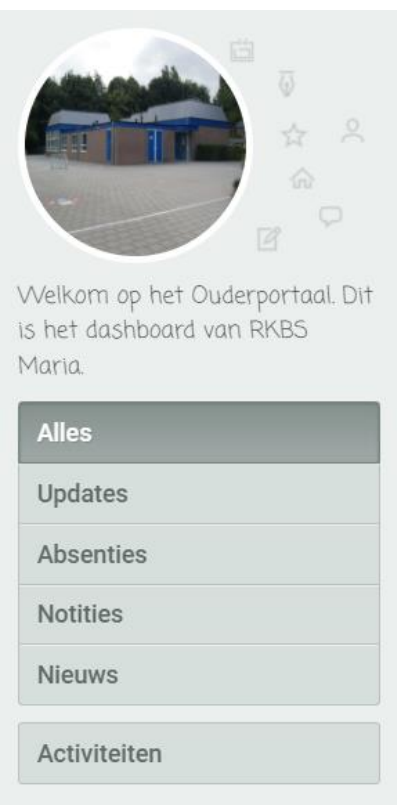 Welkom op het Ouderportaal. Dit
is het dashboard van RKBS
Maria.
Alles
Updates
Absenties
Notities
Nieuws
Activiteiten